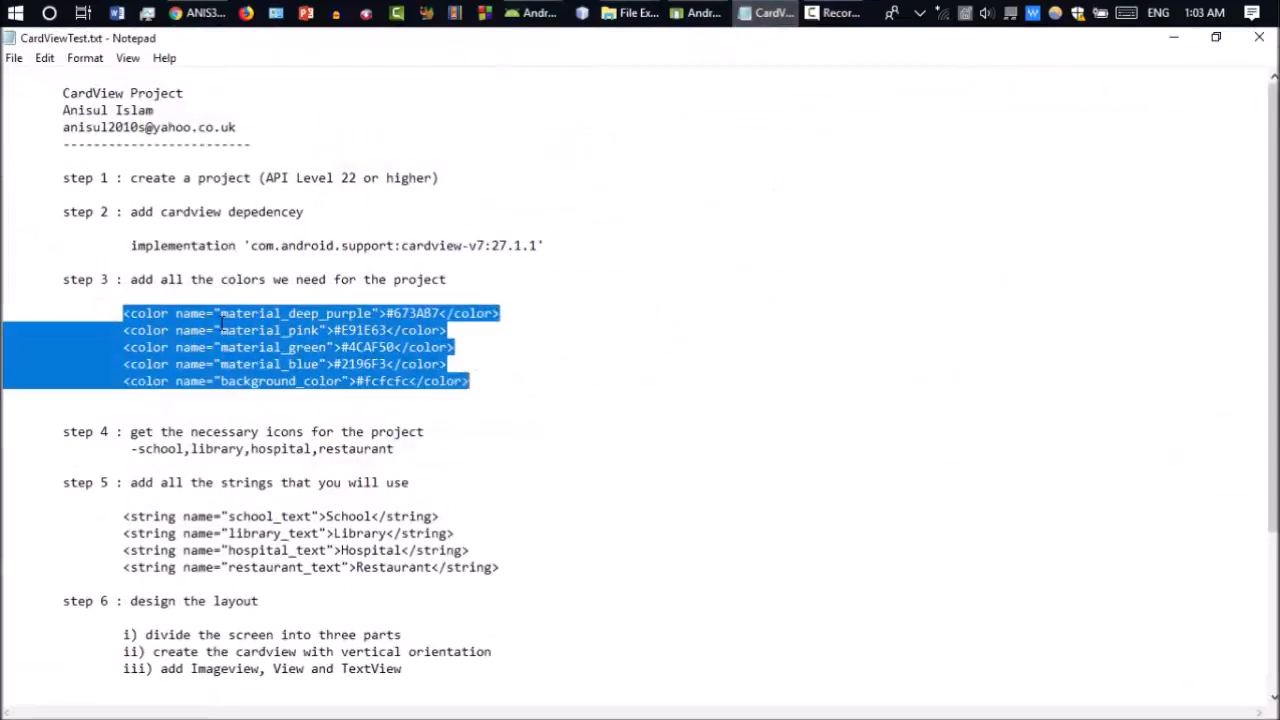 ANIS3...
Andr...
File Ex...
Andr...
CardV...
Recor...
ENG
1:03 AM
CardViewTest.txt - Notepad
File Edit Format View Help
CardView Project
Anisul Islam
anisul2010s@yahoo.co.uk
-------------------------
step 1 : create a project (API Level 22 or higher)
step 2 : add cardview depedencey
implementation 'com.android.support:cardview-v7:27.1.1'
step 3 : add all the colors we need for the project
<color name="material_deep_purple">#673AB7</color>
<color name="material_pink">#E91E63</color>
<color name="material_green">#4CAF50</color>
<color name="material_blue">#2196F3</color>
<color name="background_color">#fcfcfc</color>
step 4 : get the necessary icons for the project
-school,library,hospital,restaurant
step 5 : add all the strings that you will use
<string name="school_text">School</string>
<string name="library_text">Library</string>
<string name="hospital_text">Hospital</string>
<string name="restaurant_text">Restaurant</string>
step 6 : design the layout
i) divide the screen into three parts
ii) create the cardview with vertical orientation
iii) add Imageview, View and TextView